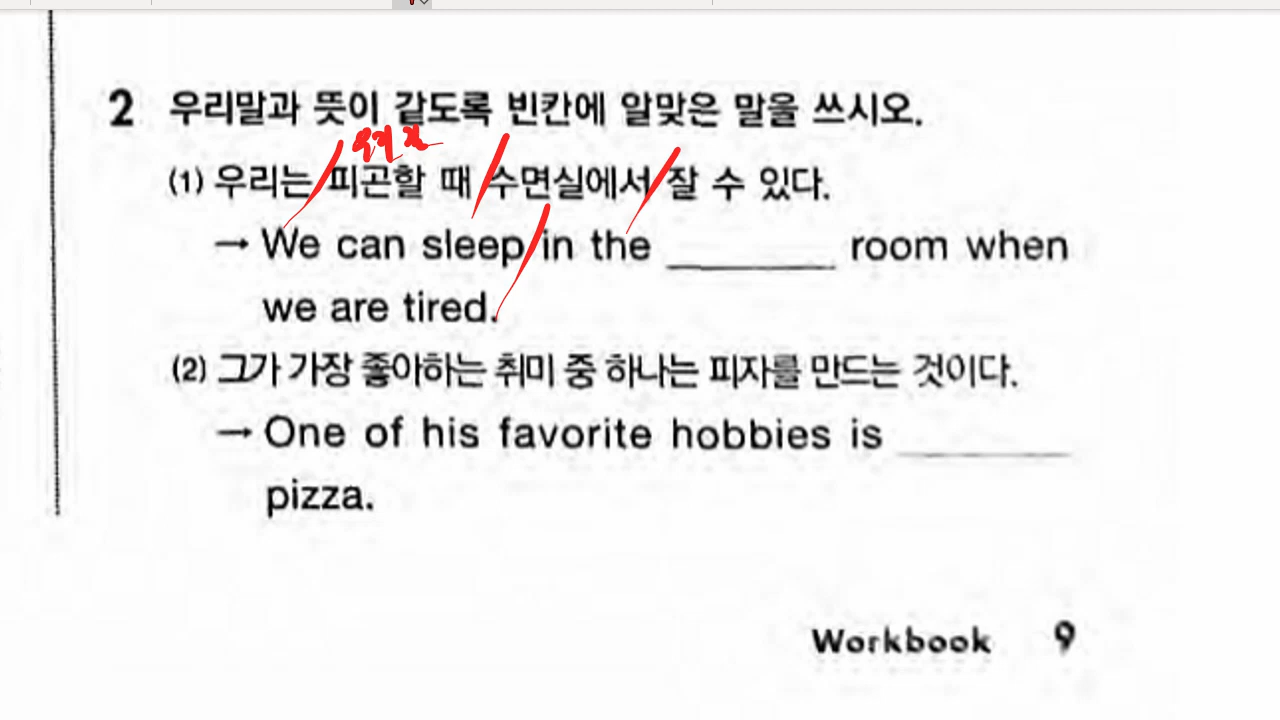 2 우리말과 뜻이 같도록 빈칸에 알맞은 말을 쓰시오.
(1) 우리는 피곤할 때 수면실에서 잘 수 있다.
→ We can sleep in the ________ room when
we are tired.
(2) 그가 가장 좋아하는 취미 중 하나는 피자를 만드는 것이다.
→ One of his favorite hobbies is ________
pizza.
Workbook 9